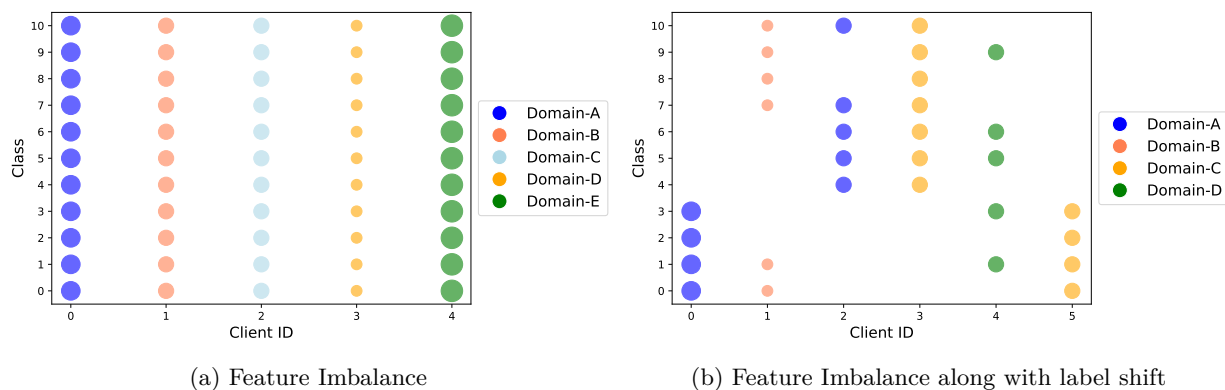 10
9
8
7
6
5
4
3
2
1
0
Class
0 1 2 3 4
Client ID
Domain-A
Domain-B
Domain-C
Domain-D
Domain-E
(a) Feature Imbalance
10
9
8
7
6
5
4
3
2
1
0
Class
0 1 2 3 4 5
Client ID
Domain-A
Domain-B
Domain-C
Domain-D
(b) Feature Imbalance along with label shift